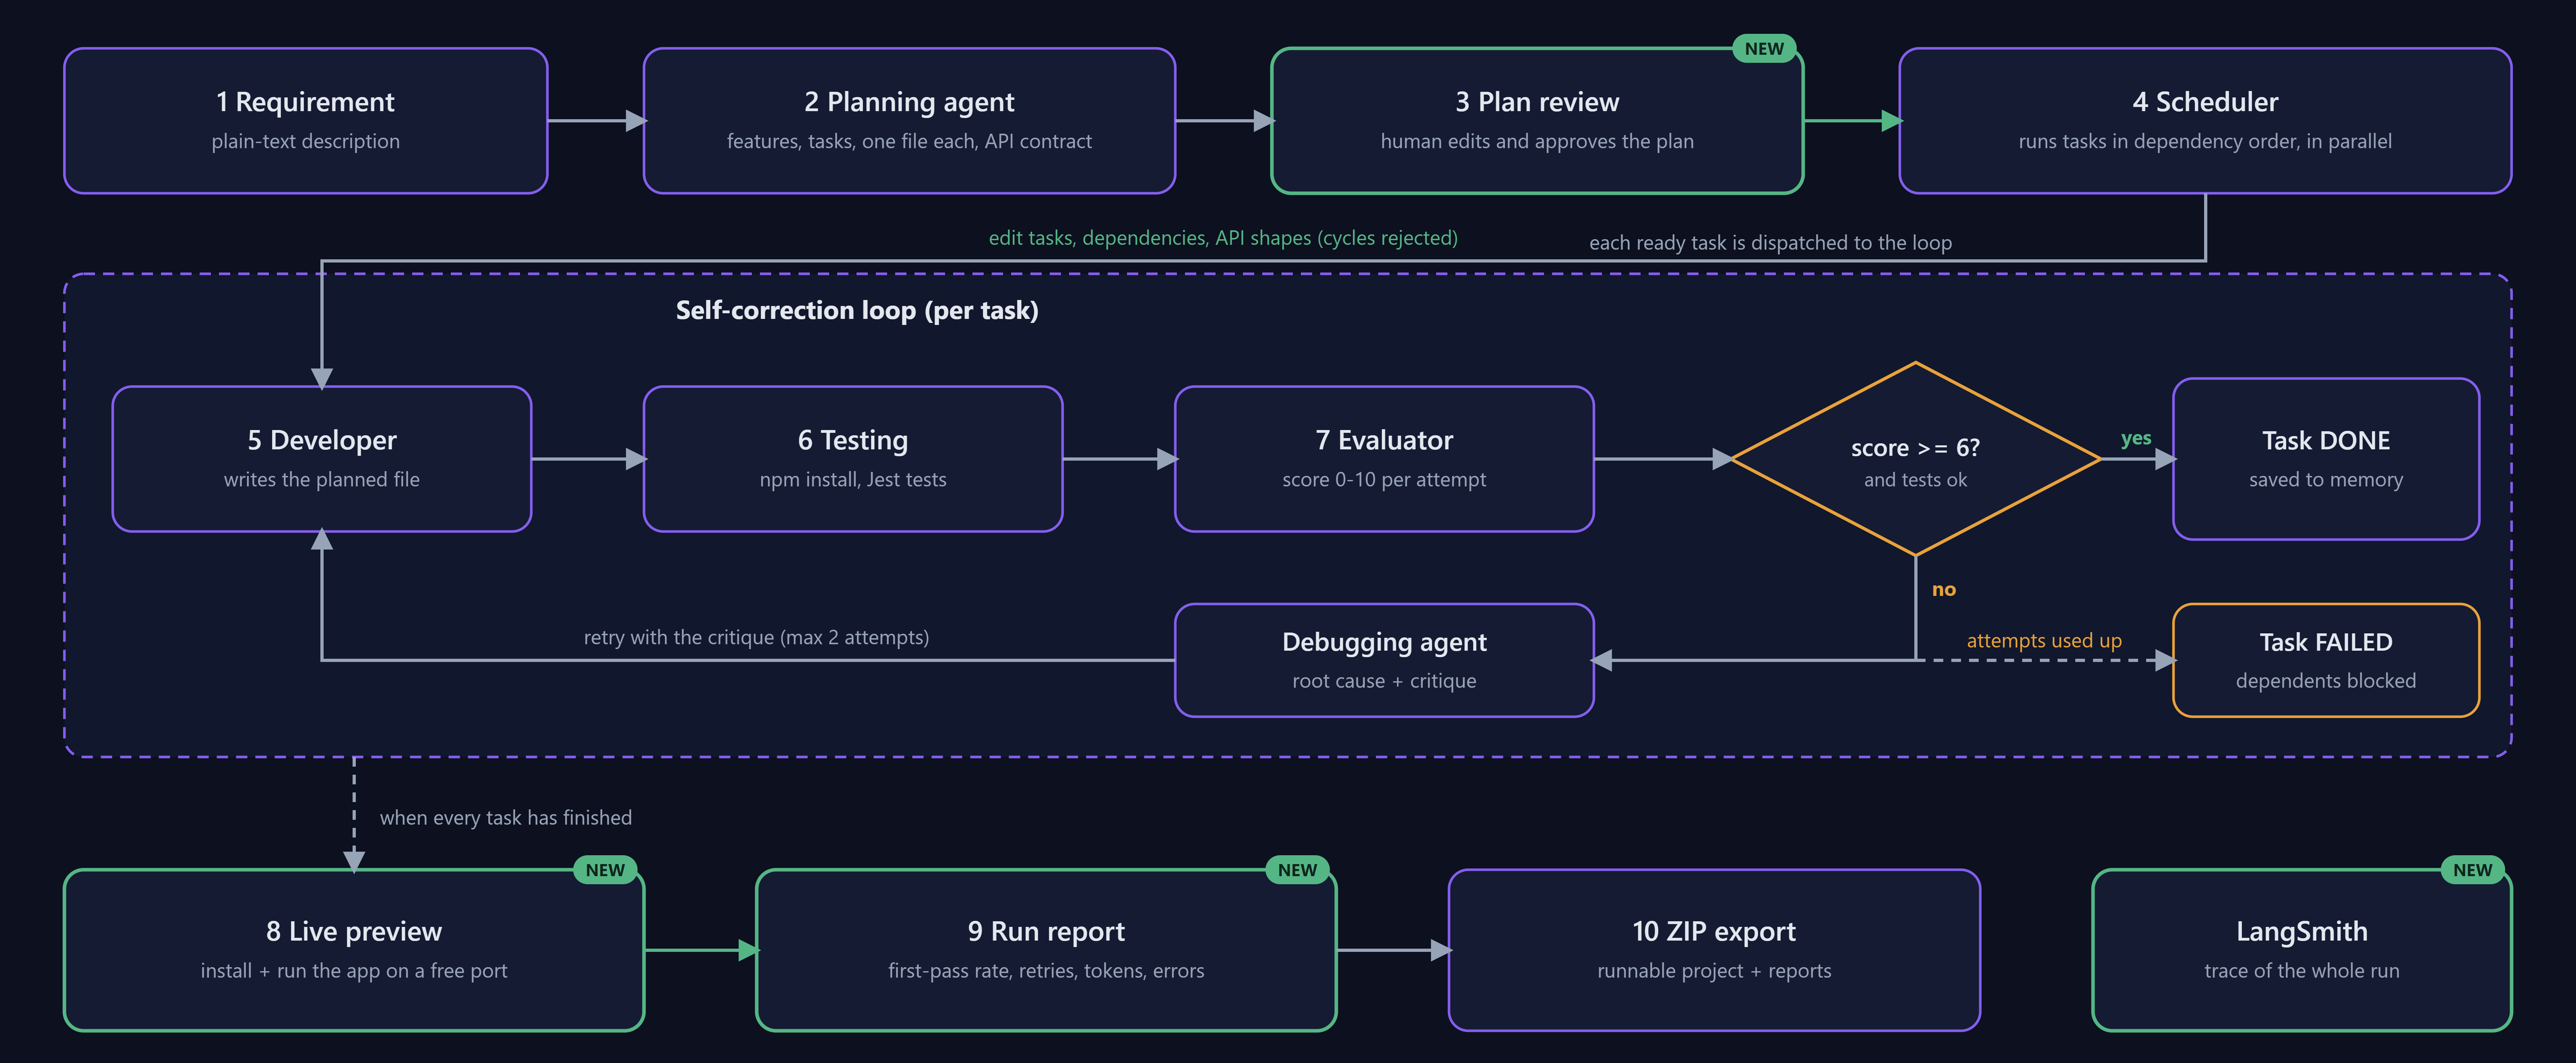 NEW
1 Requirement
plain-text description
2 Planning agent
features, tasks, one file each, API contract
3 Plan review
human edits and approves the plan
4 Scheduler
runs tasks in dependency order, in parallel
edit tasks, dependencies, API shapes (cycles rejected)
each ready task is dispatched to the loop
Self-correction loop (per task)
5 Developer
writes the planned file
6 Testing
npm install, Jest tests
7 Evaluator
score 0-10 per attempt
score >= 6?
and tests ok
yes
Task DONE
saved to memory
no
retry with the critique (max 2 attempts)
Debugging agent
root cause + critique
attempts used up
Task FAILED
dependents blocked
when every task has finished
NEW
8 Live preview
install + run the app on a free port
NEW
9 Run report
first-pass rate, retries, tokens, errors
10 ZIP export
runnable project + reports
NEW
LangSmith
trace of the whole run